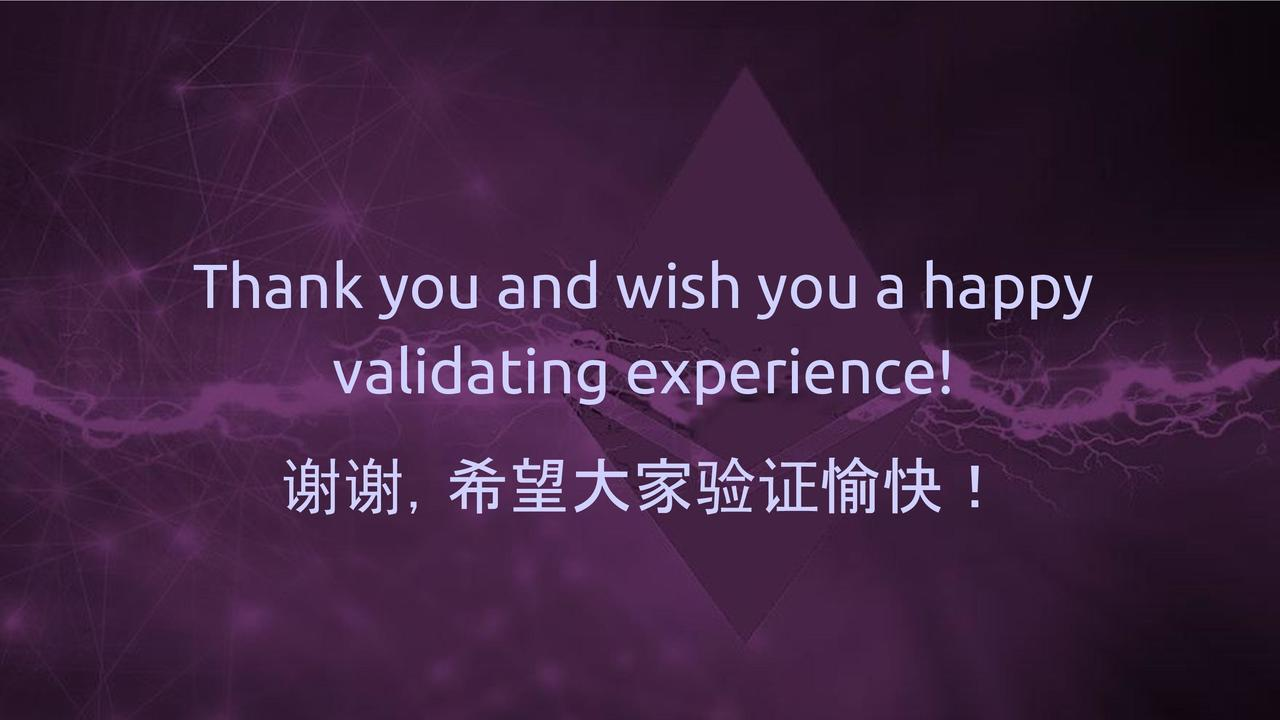 Thank you and wish you a happy
validating experience!
谢谢, 希望大家验证愉快！